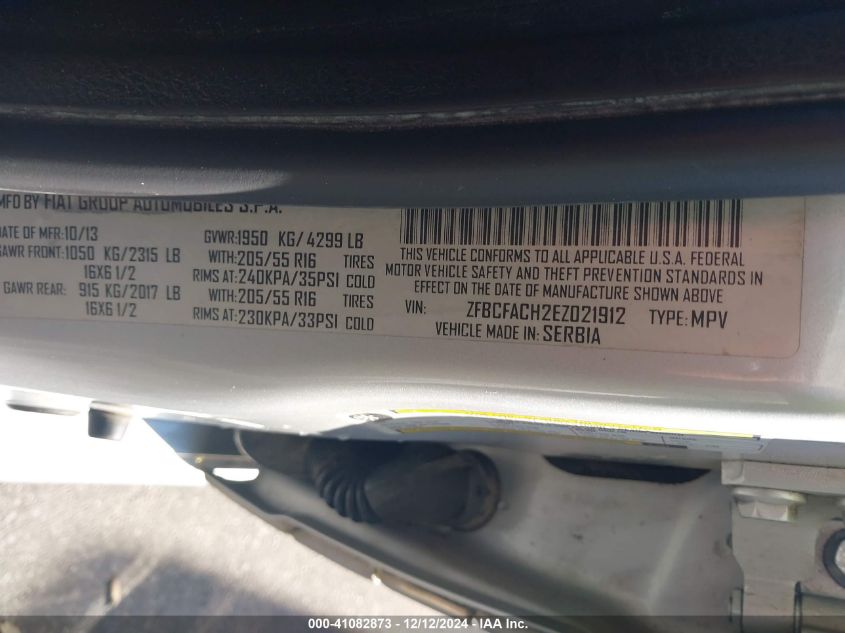 MFD BY FIAT GROUP AUTOMOBILES S.P.A.
DATE OF MFR:10/13 GVWR:1950 KG/4299 LB
GAWR FRONT:1050 KG/2315 LB WITH:205/55 R16 TIRES
16X6 1/2 RIMS AT:240KPA/35PSI COLD
GAWR REAR: 915 KG/2017 LB WITH:205/55 R16 TIRES
16X6 1/2 RIMS AT:230KPA/33PSI COLD
THIS VEHICLE CONFORMS TO ALL APPLICABLE U.S.A. FEDERAL
MOTOR VEHICLE SAFETY AND THEFT PREVENTION STANDARDS IN
EFFECT ON THE DATE OF MANUFACTURE SHOWN ABOVE
VIN: ZFBCFACH2EZ021912 TYPE: MPV
VEHICLE MADE IN: SERBIA
000-41082873 - 12/12/2024 - IAA Inc.